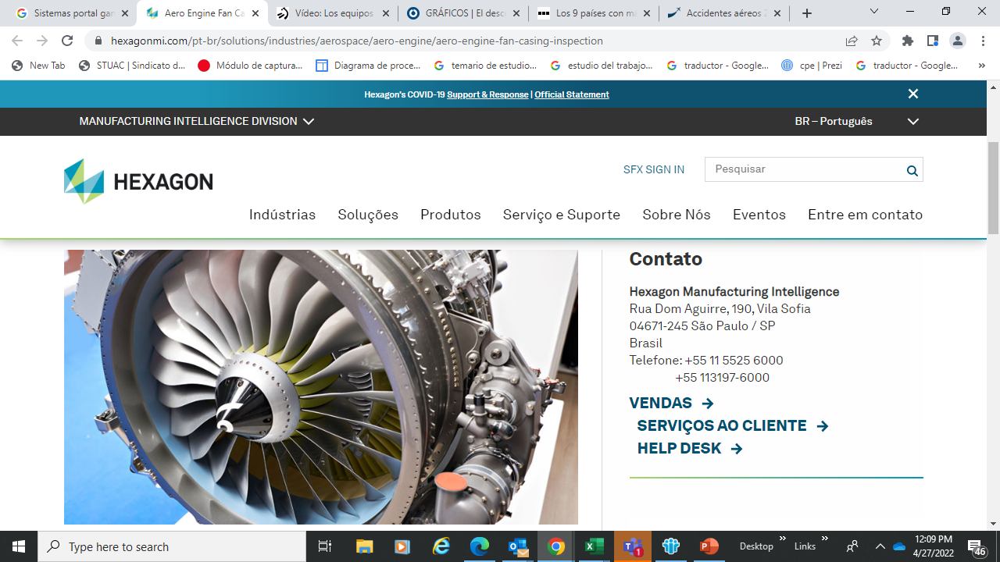 Sistemas portal gan
Aero Engine Fan Ca
Vídeo: Los equipos
GRÁFICOS | El desc
Los 9 países con ma
Accidentes aéreos 2
hexagonmi.com/pt-br/solutions/industries/aerospace/aero-engine/aero-engine-fan-casing-inspection
New Tab
STUAC | Sindicato d...
Módulo de captura...
Diagrama de proce...
temario de estudio...
estudio del trabajo...
traductor - Google...
cpe | Prezi
traductor - Google...
»
Hexagon's COVID-19 Support & Response | Official Statement
MANUFACTURING INTELLIGENCE DIVISION
BR – Português
HEXAGON
SFX SIGN IN
Pesquisar
Indústrias Soluções Produtos Serviço e Suporte Sobre Nós Eventos Entre em contato
Contato
Hexagon Manufacturing Intelligence
Rua Dom Aguirre, 190, Vila Sofia
04671-245 São Paulo / SP
Brasil
Telefone: +55 11 5525 6000
+55 113197-6000
VENDAS →
SERVIÇOS AO CLIENTE →
HELP DESK →
Type here to search
1
Desktop »
Links »
12:09 PM
4/27/2022
46